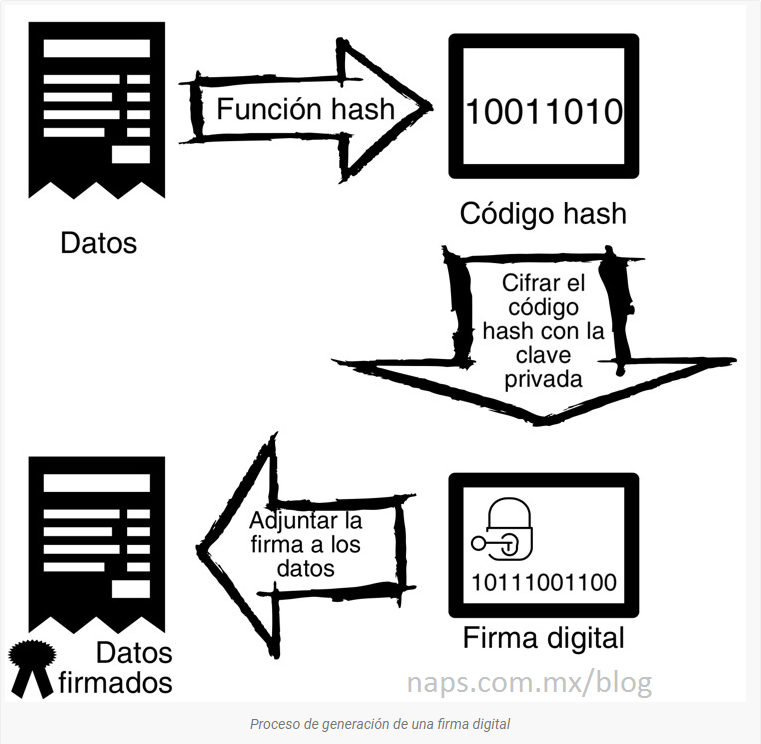 Función hash
10011010
Datos
Código hash
Cifrar el
código
hash con la
clave
privada
Adjuntar la
firma a los
datos
10111001100
Datos
firmados
Firma digital
naps.com.mx/blog
Proceso de generación de una firma digital